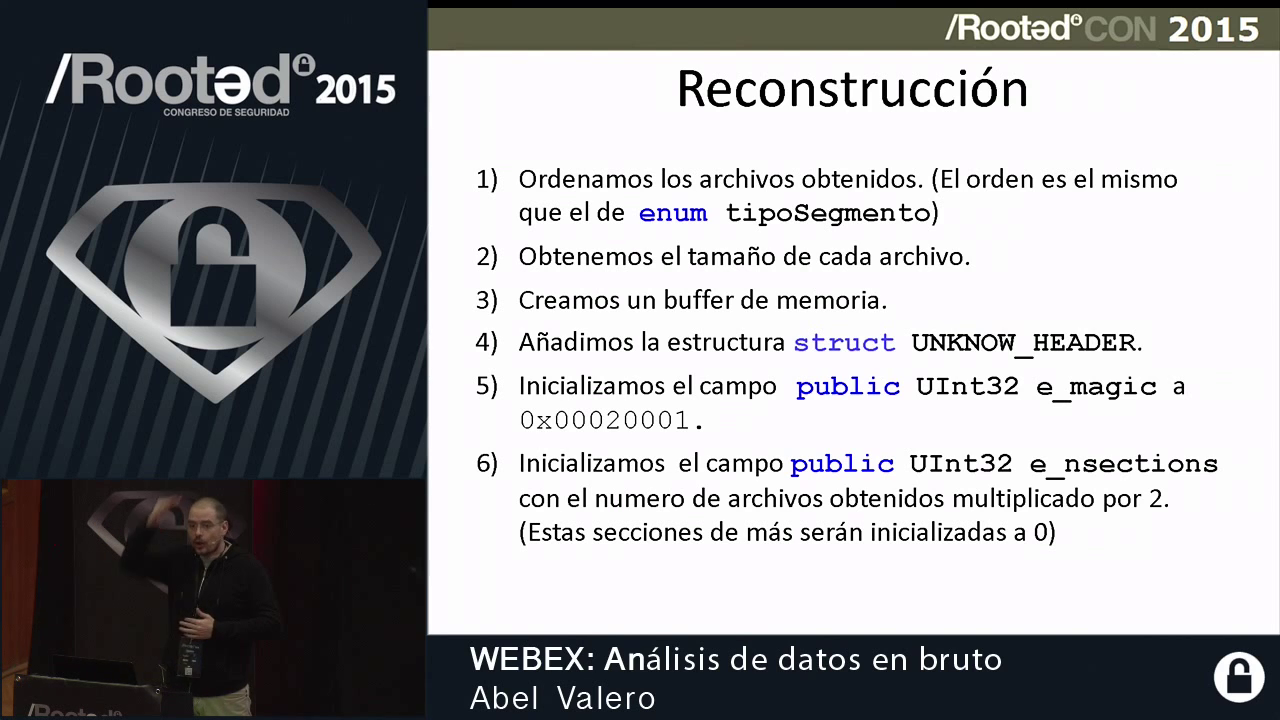 /Rootəd CON 2015
/Rootəd 2015
CONGRESO DE SEGURIDAD
Reconstrucción
1) Ordenamos los archivos obtenidos. (El orden es el mismo
que el de enum tipoSegmento)
2) Obtenemos el tamaño de cada archivo.
3) Creamos un buffer de memoria.
4) Añadimos la estructura struct UNKNOW_HEADER.
5) Inicializamos el campo public UInt32 e_magic a
0x00020001.
6) Inicializamos el campo public UInt32 e_nsections
con el numero de archivos obtenidos multiplicado por 2.
(Estas secciones de más serán inicializadas a 0)
WEBEX: Análisis de datos en bruto
Abel Valero
/Rootəd